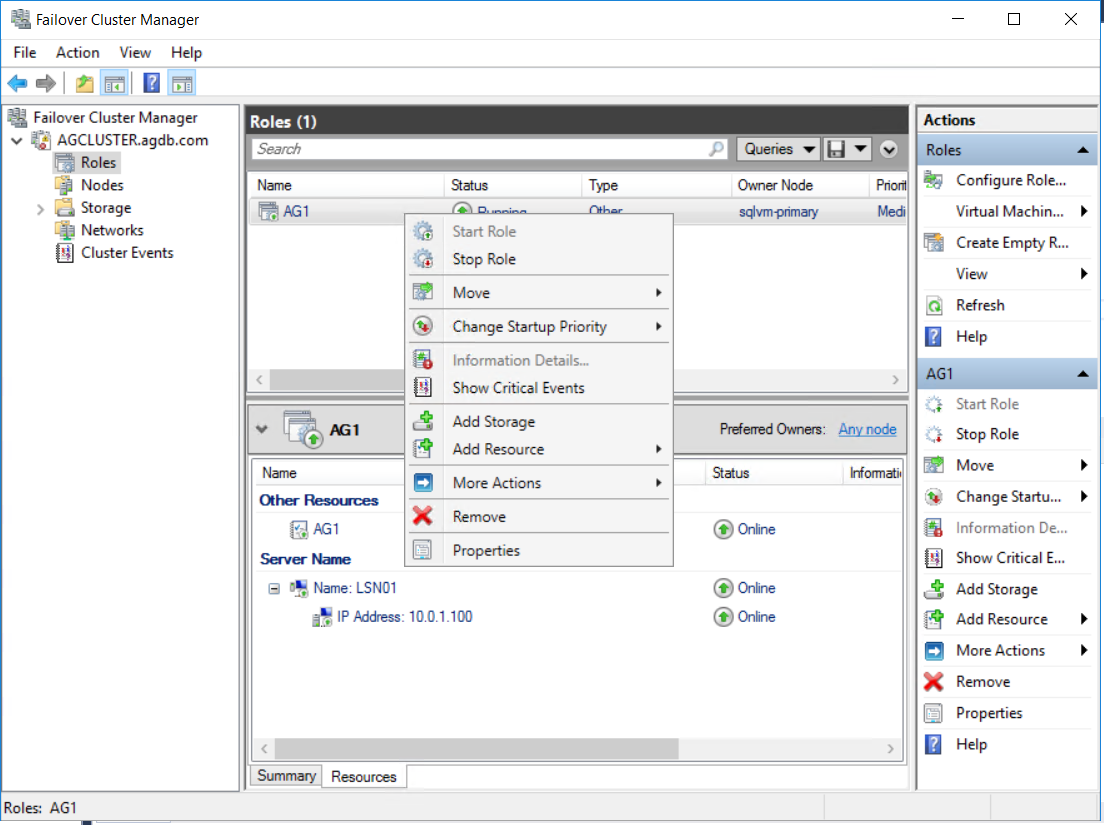 Failover Cluster Manager
File Action View Help
Failover Cluster Manager
AGCLUSTER.agdb.com
Roles
Nodes
Storage
Networks
Cluster Events
Roles (1)
Search
Queries
Name Status Type Owner Node Priorit
AG1 Running Other sqlvm-primary Medi
Start Role
Stop Role
Move
Change Startup Priority
Information Details...
Show Critical Events
Add Storage
Add Resource
More Actions
Remove
Properties
AG1
Preferred Owners: Any node
Name Status Informati
Other Resources
AG1 Online
Server Name
Name: LSN01 Online
IP Address: 10.0.1.100 Online
Summary Resources
Actions
Roles
Configure Role...
Virtual Machin...
Create Empty R...
View
Refresh
Help
AG1
Start Role
Stop Role
Move
Change Startu...
Information De...
Show Critical E...
Add Storage
Add Resource
More Actions
Remove
Properties
Help
Roles: AG1